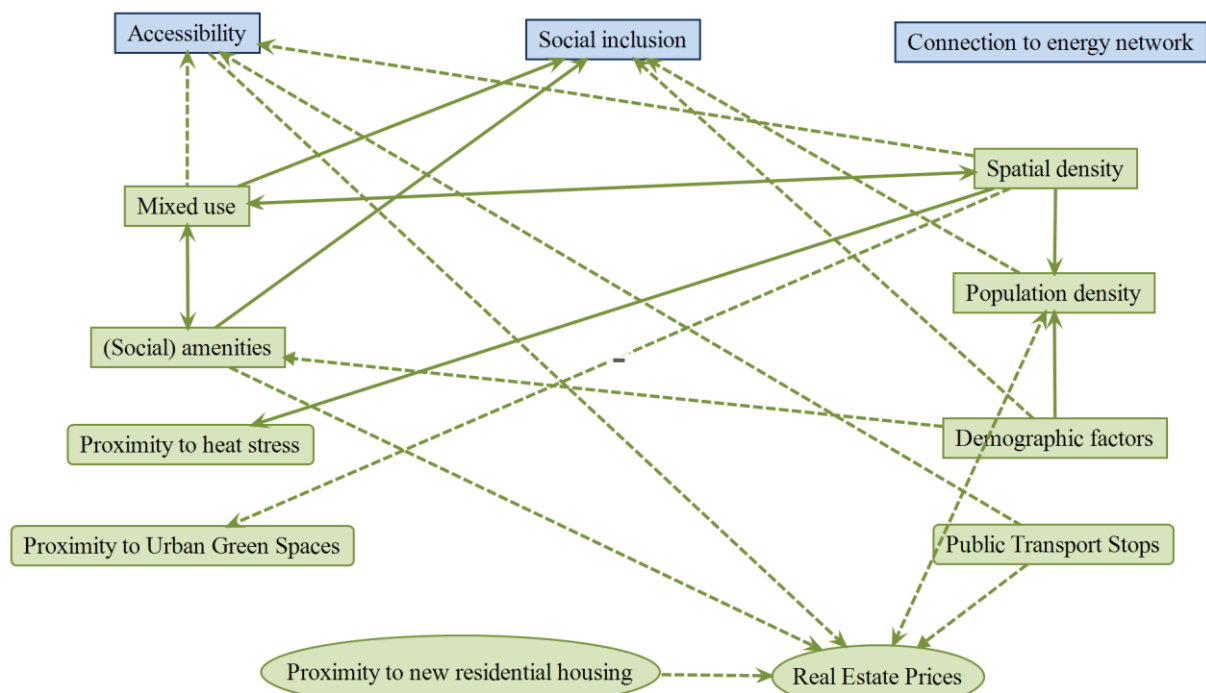 Accessibility
Social inclusion
Connection to energy network
Spatial density
Mixed use
Population density
(Social) amenities
-
Proximity to heat stress
Demographic factors
Proximity to Urban Green Spaces
Public Transport Stops
Proximity to new residential housing
Real Estate Prices